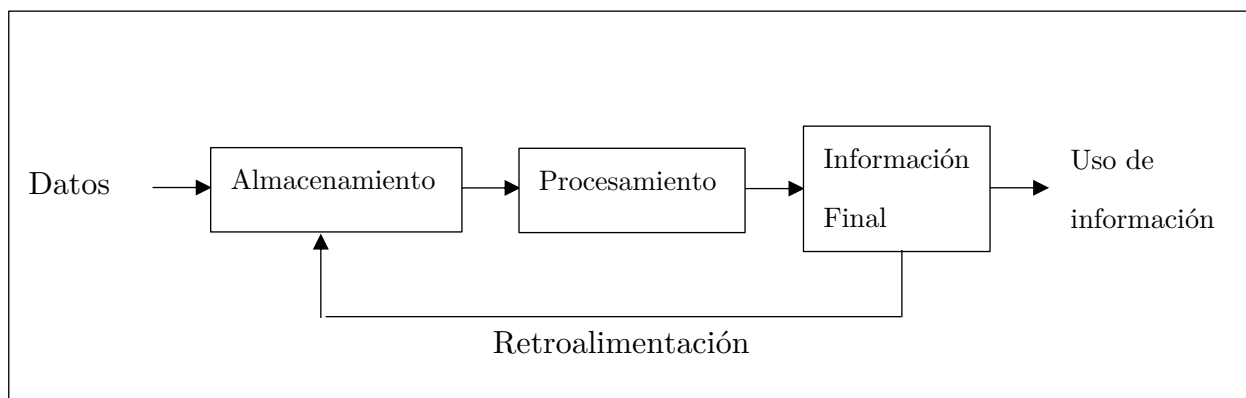 Datos
Almacenamiento
Procesamiento
Información
Final
Uso de
información
Retroalimentación